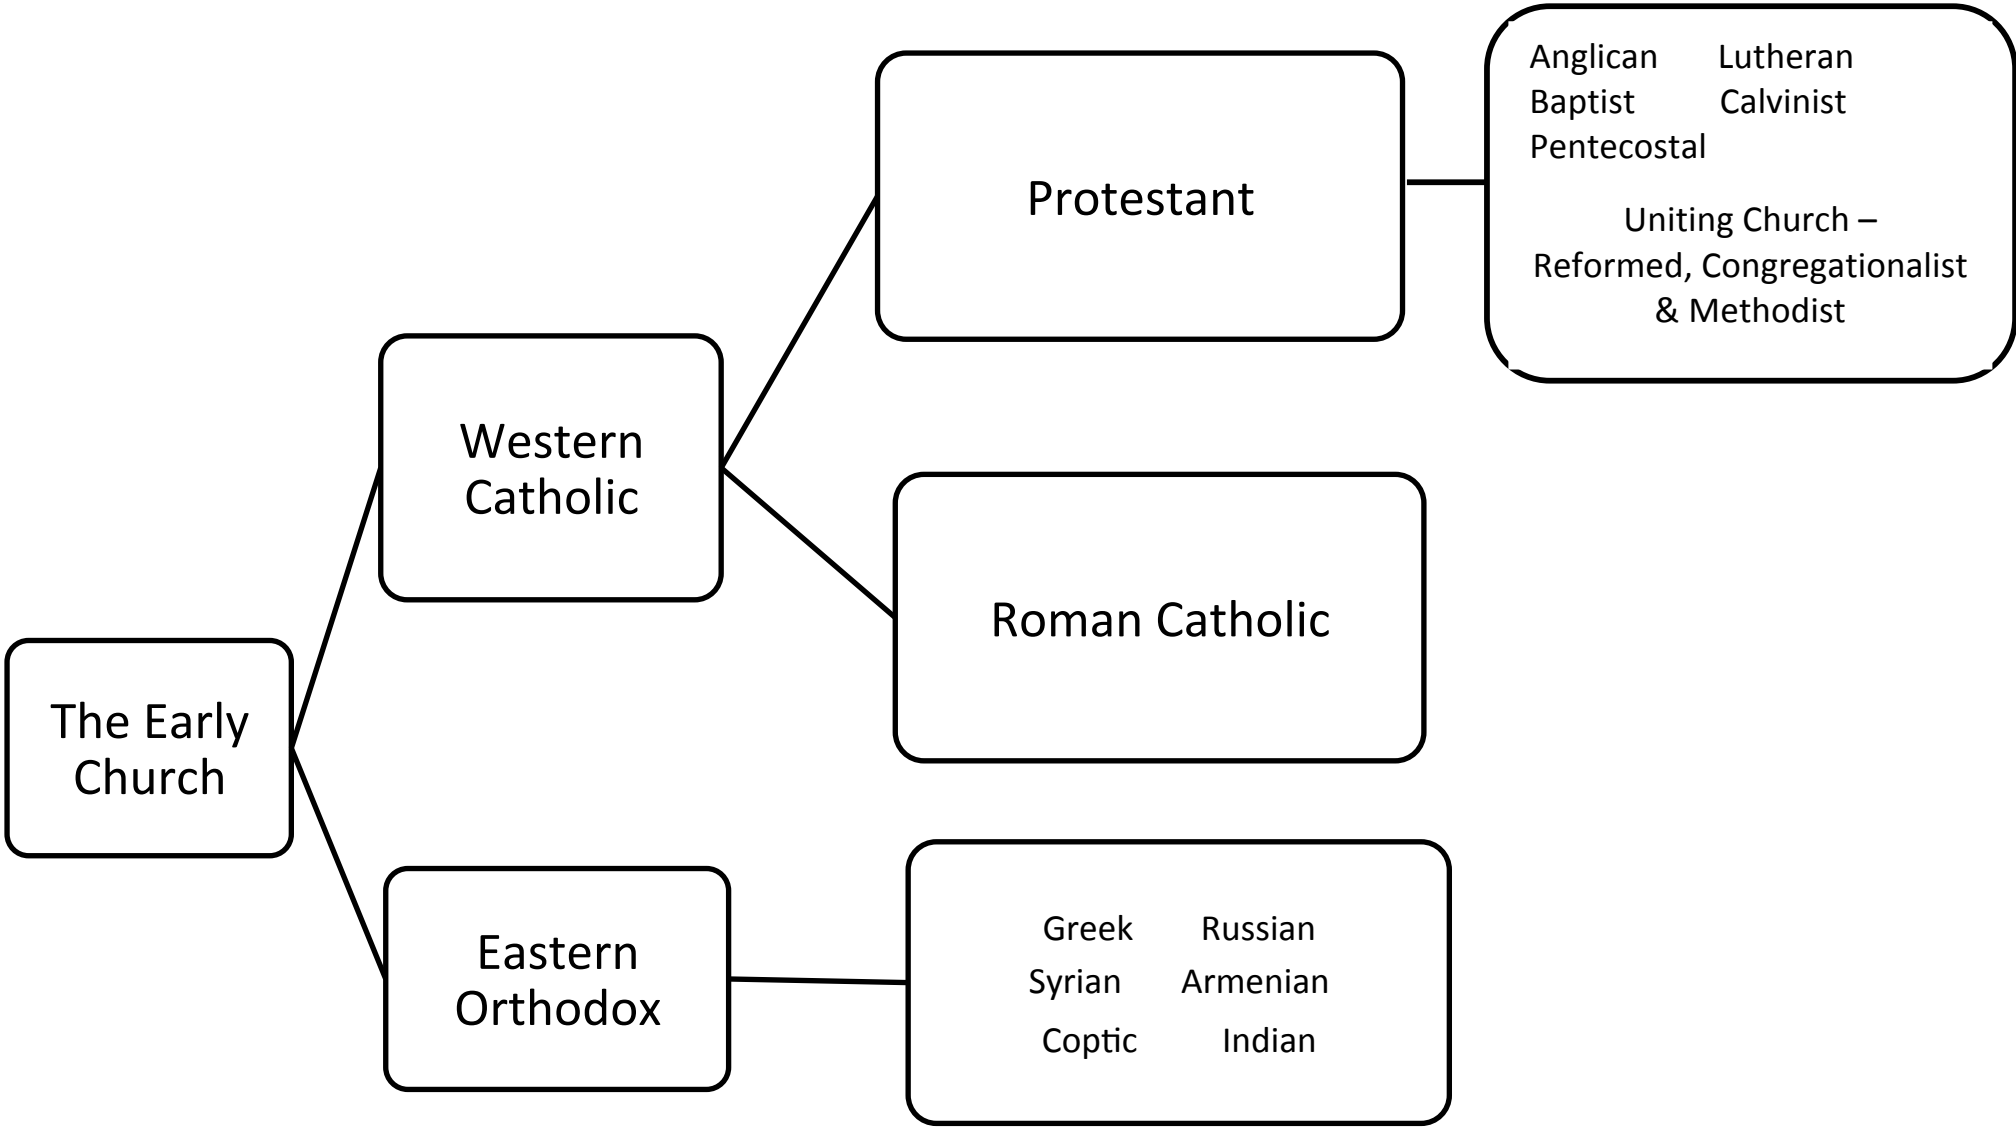 Anglican Lutheran
Baptist Calvinist
Pentecostal
Uniting Church –
Reformed, Congregationalist
& Methodist
Protestant
Western
Catholic
Roman Catholic
The Early
Church
Eastern
Orthodox
Greek Russian
Syrian Armenian
Coptic Indian